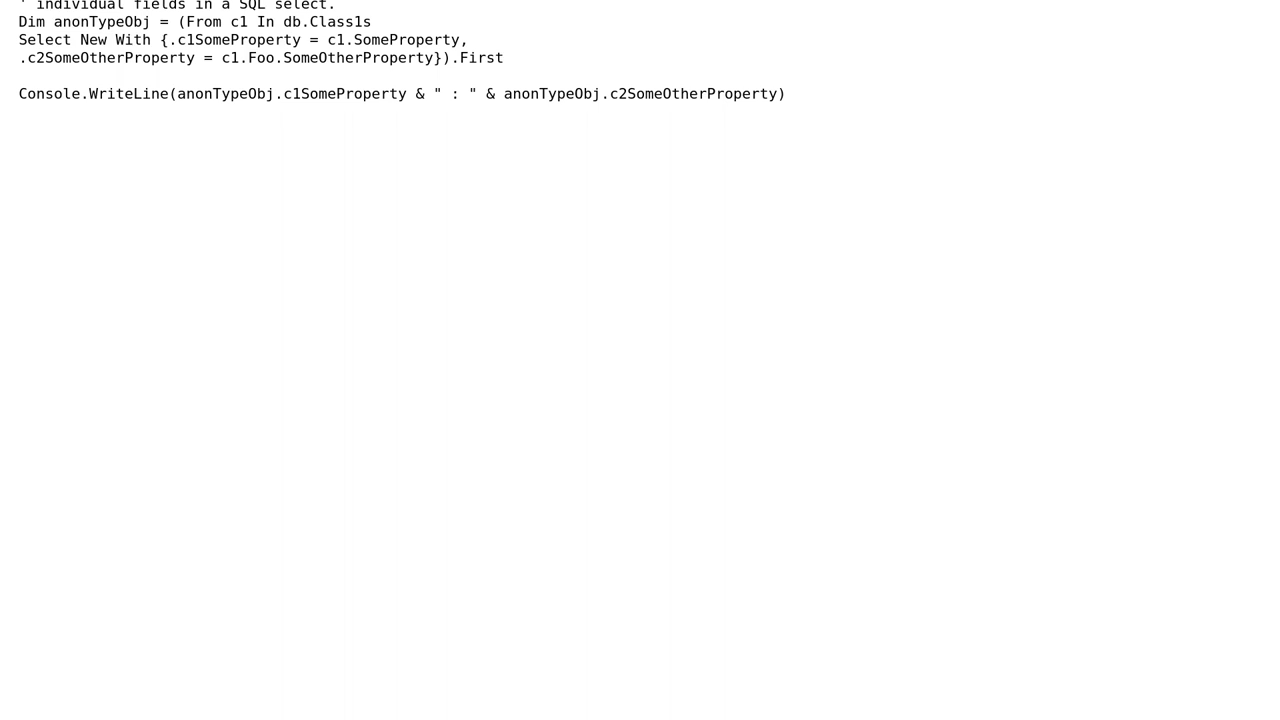 ' individual fields in a SQL select.
Dim anonTypeObj = (From c1 In db.Class1s
Select New With {.c1SomeProperty = c1.SomeProperty,
.c2SomeOtherProperty = c1.Foo.SomeOtherProperty}).First
Console.WriteLine(anonTypeObj.c1SomeProperty & " : " & anonTypeObj.c2SomeOtherProperty)